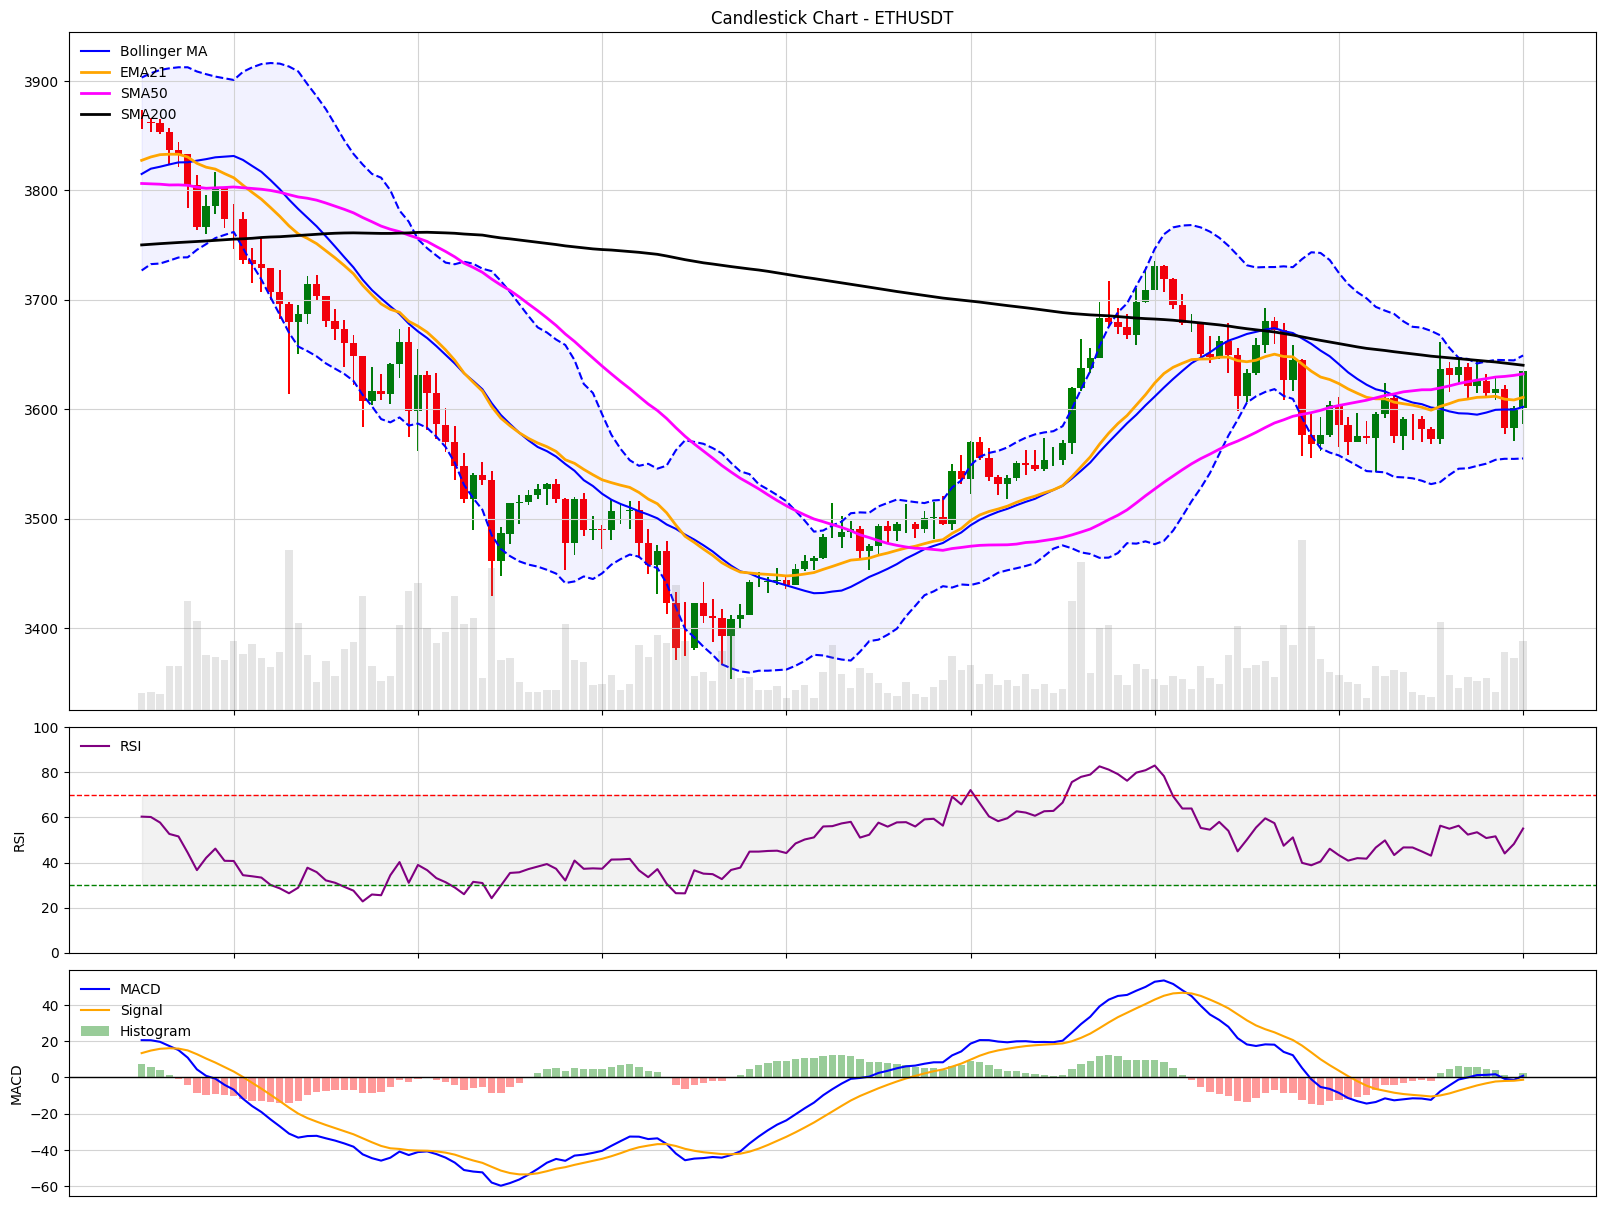 Candlestick Chart - ETHUSDT
Bollinger MA
EMA21
SMA50
SMA200
3900
3800
3700
3600
3500
3400
RSI
100
80
60
40
20
0
RSI
MACD
Signal
Histogram
40
20
0
−20
−40
−60
MACD